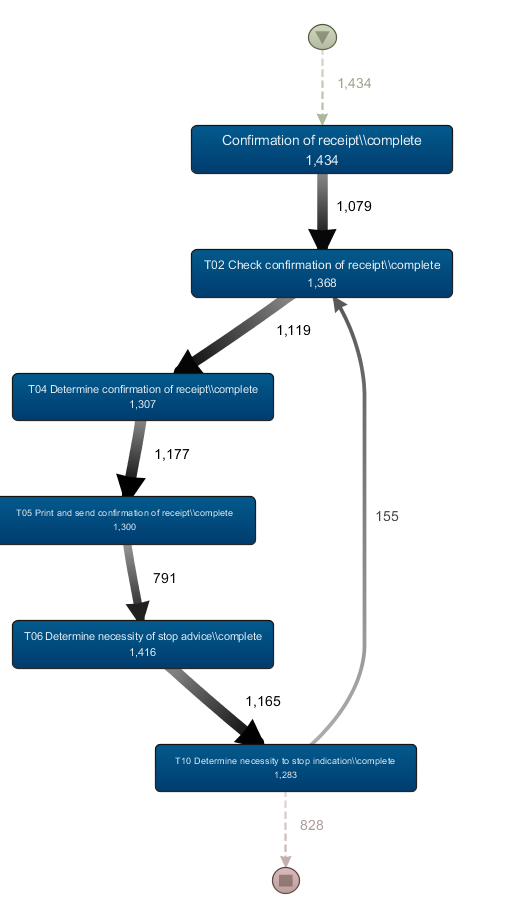 1,434
Confirmation of receipt\\complete
1,434
1,079
T02 Check confirmation of receipt\\complete
1,368
1,119
T04 Determine confirmation of receipt\\complete
1,307
1,177
T05 Print and send confirmation of receipt\\complete
1,300
155
791
T06 Determine necessity of stop advice\\complete
1,416
1,165
T10 Determine necessity to stop indication\\complete
1,283
828